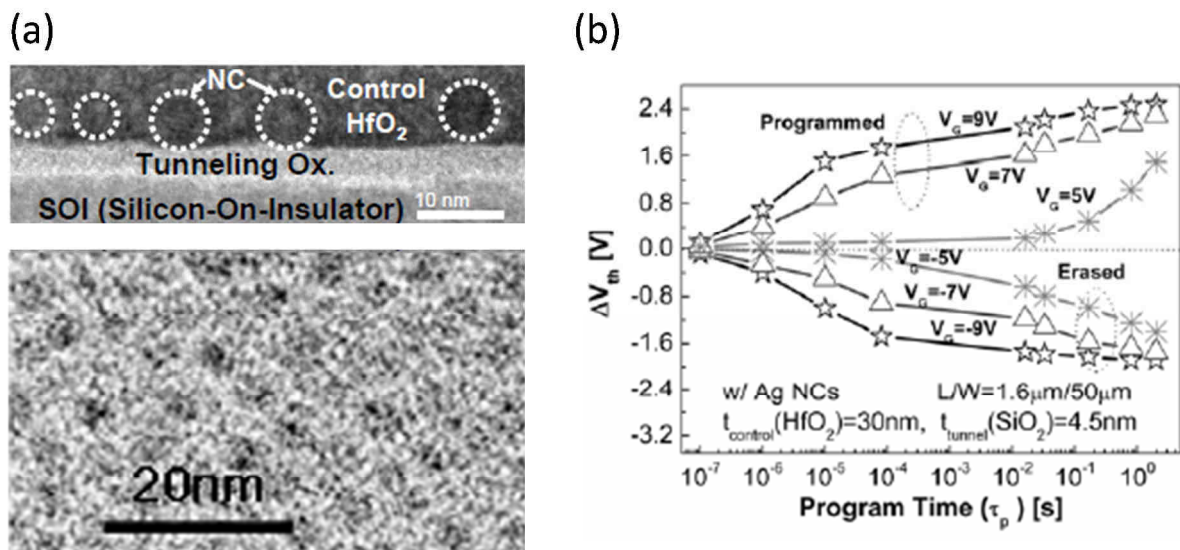 (a)
NC
Control
HfO2
Tunneling Ox.
SOI (Silicon-On-Insulator)
10 nm
20nm
(b)
ΔVth [V]
2.4
1.6
0.8
0.0
-0.8
-1.6
-2.4
-3.2
Programmed
VG=9V
VG=7V
VG=5V
VG=-5V
Erased
VG=-7V
VG=-9V
w/ Ag NCs
L/W=1.6μm/50μm
tcontrol(HfO2)=30nm, ttunnel(SiO2)=4.5nm
10-7 10-6 10-5 10-4 10-3 10-2 10-1 100
Program Time (τp) [s]